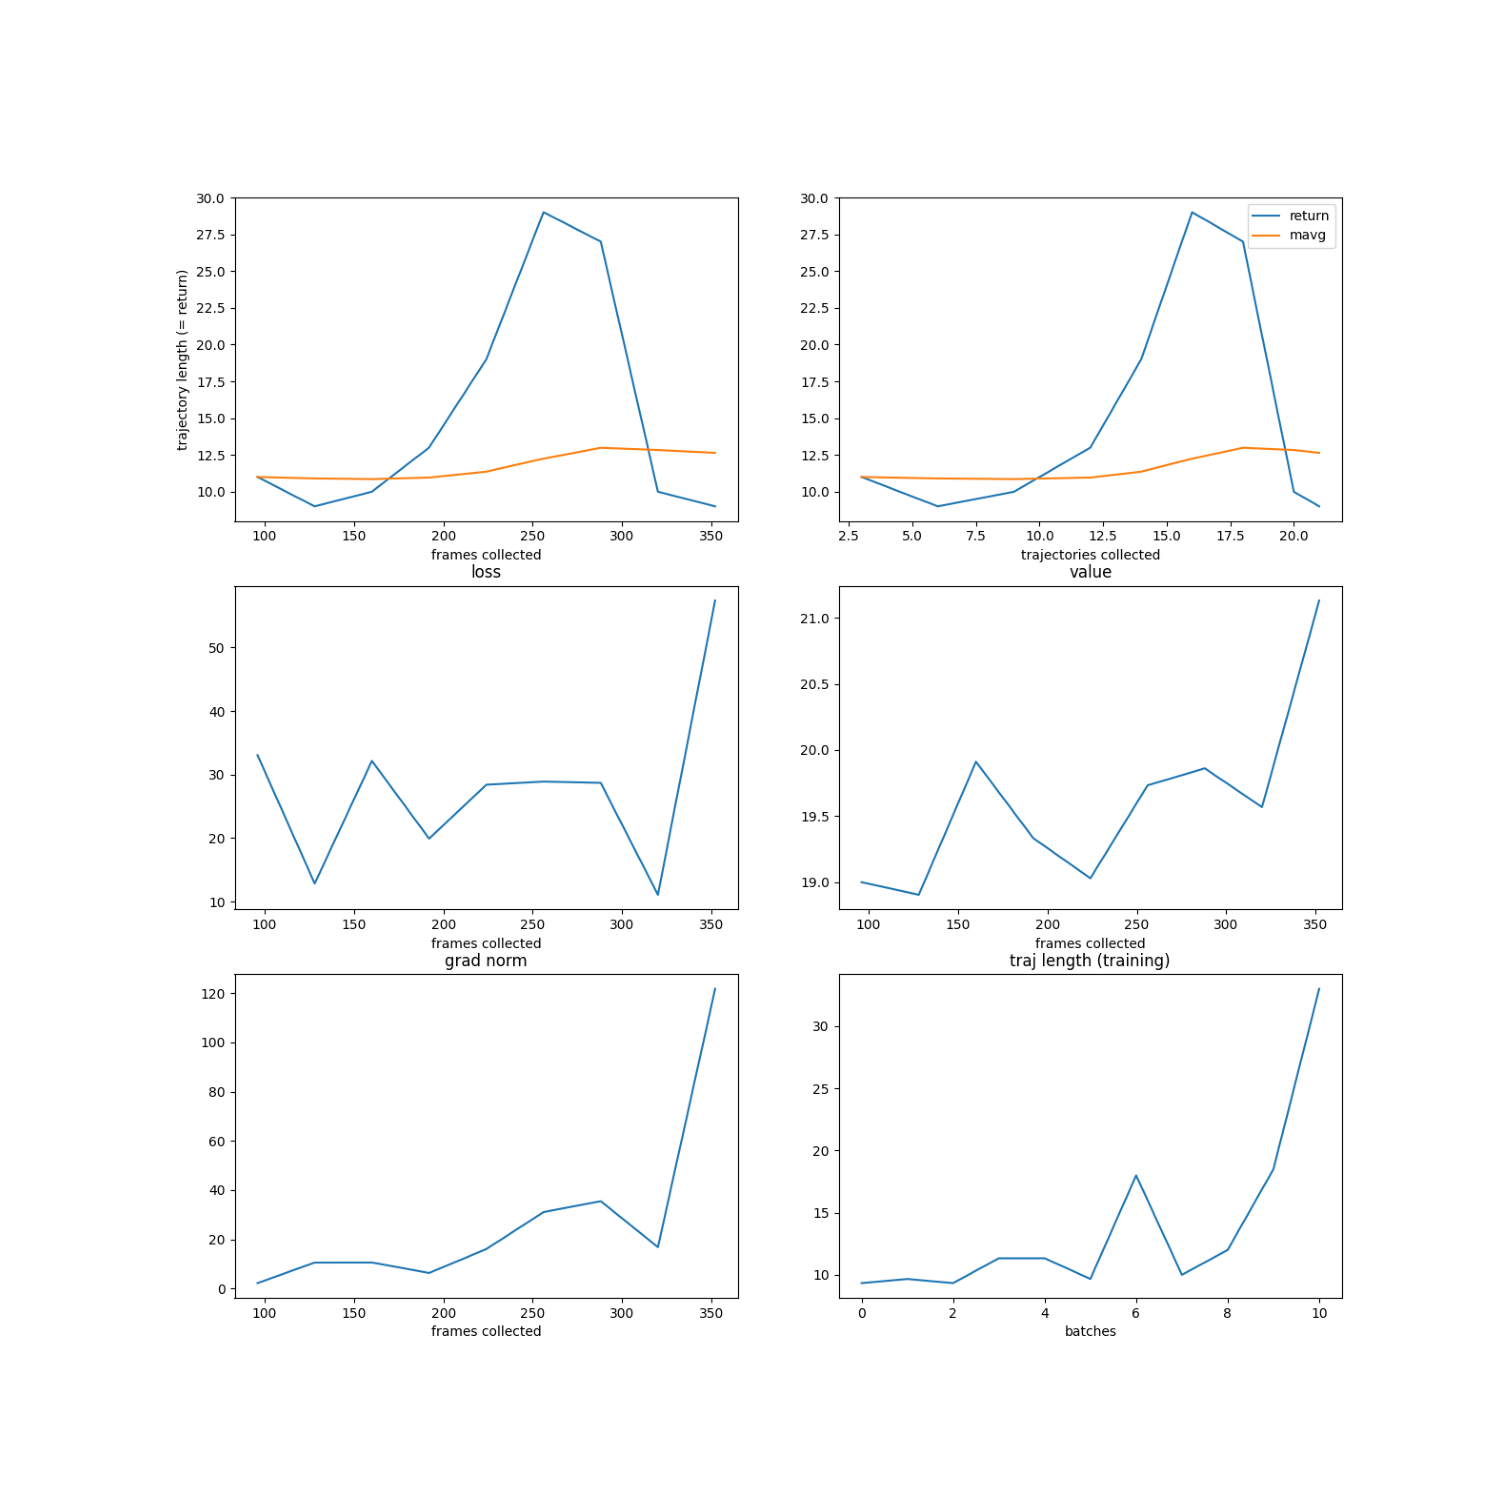 30.0
27.5
25.0
22.5
20.0
17.5
15.0
12.5
10.0
trajectory length (= return)
100 150 200 250 300 350
frames collected
30.0
27.5
25.0
22.5
20.0
17.5
15.0
12.5
10.0
return
mavg
2.5 5.0 7.5 10.0 12.5 15.0 17.5 20.0
trajectories collected
loss
50
40
30
20
10
100 150 200 250 300 350
frames collected
value
21.0
20.5
20.0
19.5
19.0
100 150 200 250 300 350
frames collected
grad norm
120
100
80
60
40
20
0
100 150 200 250 300 350
frames collected
traj length (training)
30
25
20
15
10
0 2 4 6 8 10
batches